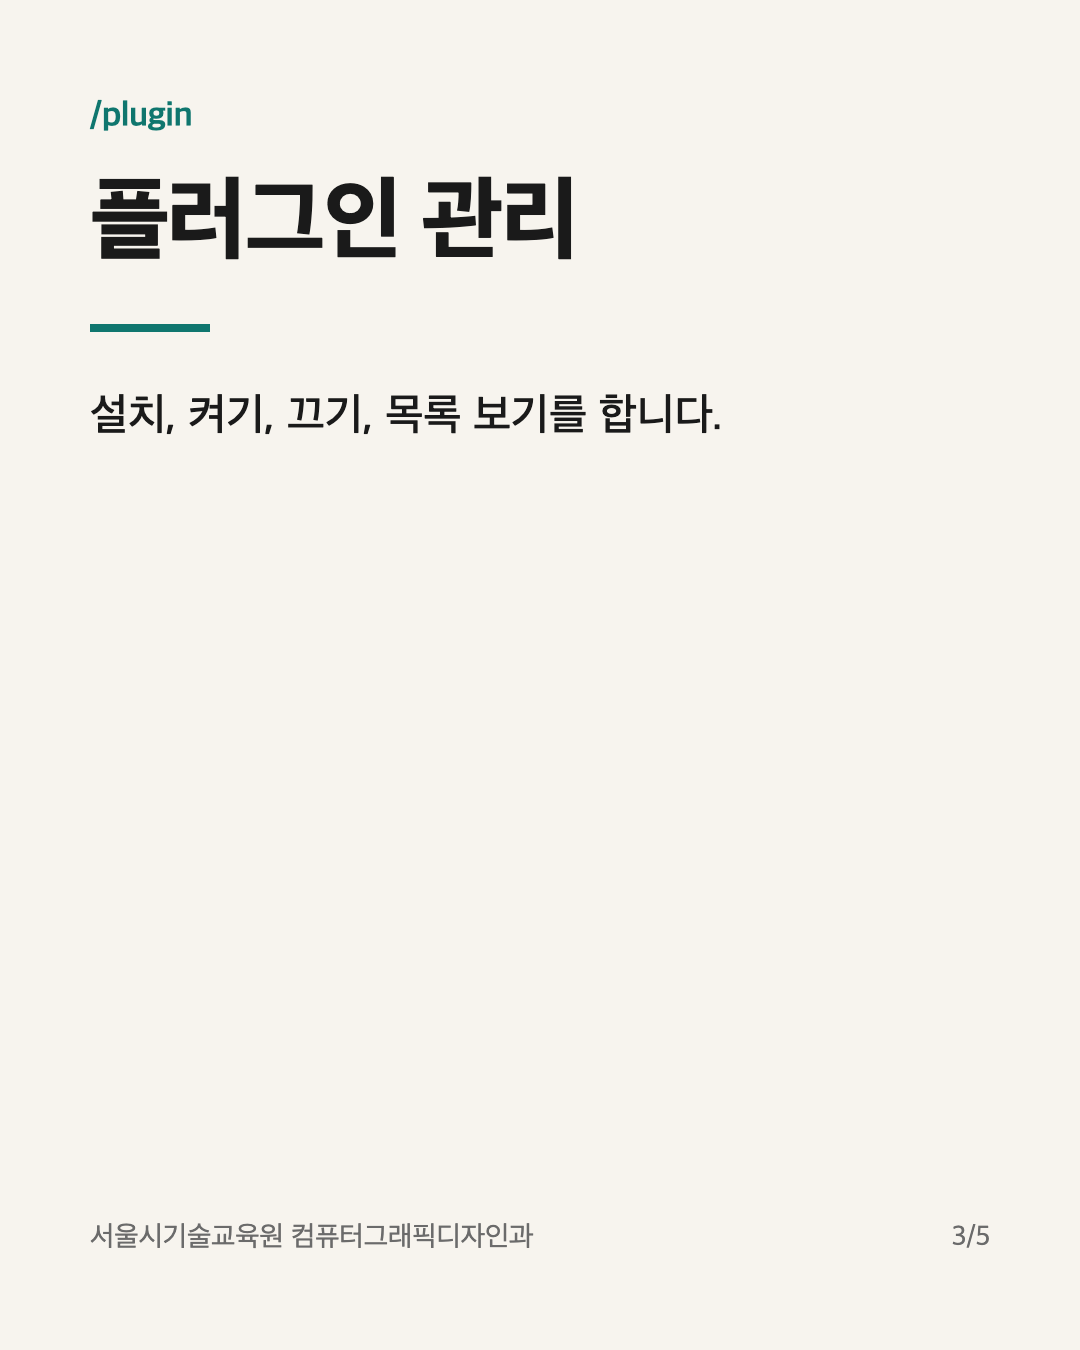 /plugin
플러그인 관리
설치, 켜기, 끄기, 목록 보기를 합니다.
서울시기술교육원 컴퓨터그래픽디자인과
3/5